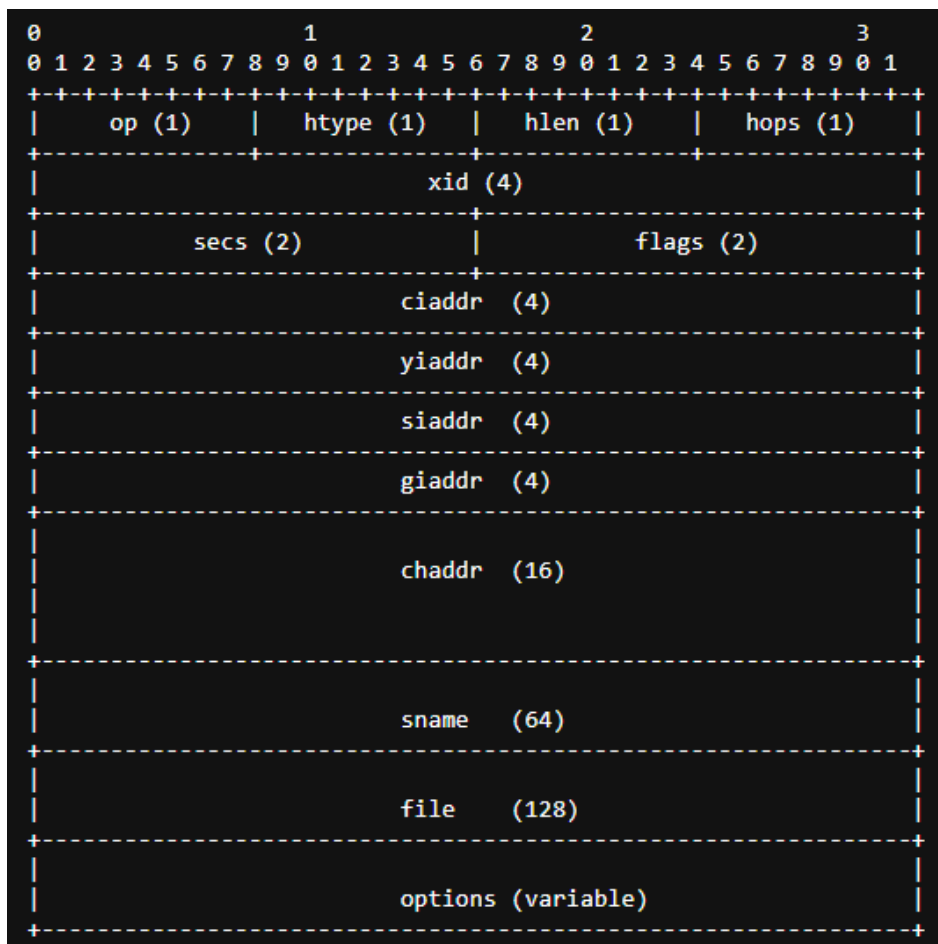 0                   1                   2                   3
0 1 2 3 4 5 6 7 8 9 0 1 2 3 4 5 6 7 8 9 0 1 2 3 4 5 6 7 8 9 0 1
+-+-+-+-+-+-+-+-+-+-+-+-+-+-+-+-+-+-+-+-+-+-+-+-+-+-+-+-+-+-+-+-+
|     op (1)    |   htype (1)   |   hlen (1)    |   hops (1)    |
+---------------+---------------+---------------+---------------+
|                            xid (4)                            |
+-------------------------------+-------------------------------+
|           secs (2)            |           flags (2)           |
+-------------------------------+-------------------------------+
|                          ciaddr  (4)                          |
+---------------------------------------------------------------+
|                          yiaddr  (4)                          |
+---------------------------------------------------------------+
|                          siaddr  (4)                          |
+---------------------------------------------------------------+
|                          giaddr  (4)                          |
+---------------------------------------------------------------+
|                                                               |
|                          chaddr  (16)                         |
|                                                               |
|                                                               |
+---------------------------------------------------------------+
|                                                               |
|                          sname   (64)                         |
+---------------------------------------------------------------+
|                                                               |
|                          file    (128)                        |
+---------------------------------------------------------------+
|                                                               |
|                          options (variable)                   |
+---------------------------------------------------------------+